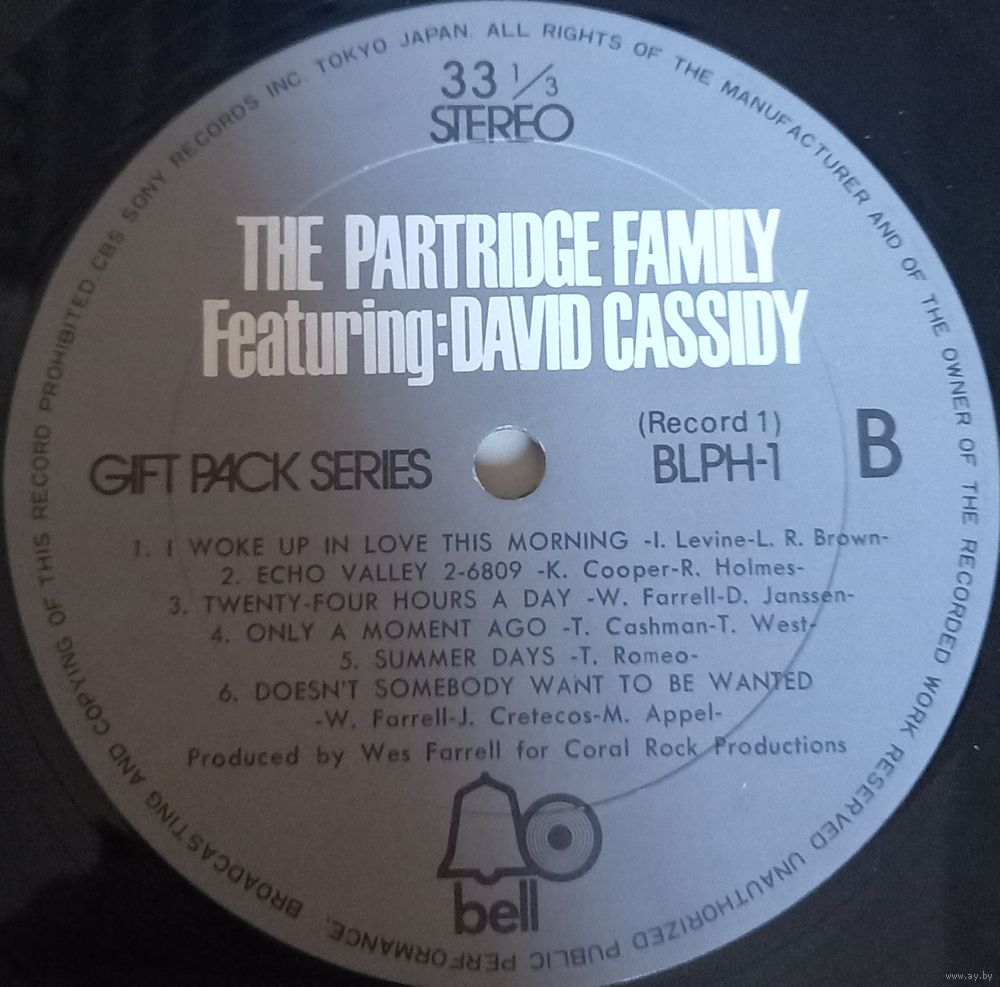 CBS SONY RECORDS INC. TOKYO JAPAN. ALL RIGHTS OF THE MANUFACTURER AND OF THE OWNER OF THE RECORDED WORK RESERVED UNAUTHORIZED PUBLIC PERFORMANCE, BROADCASTING AND COPYING OF THIS RECORD PROHIBITED
33 1/3
STEREO
THE PARTRIDGE FAMILY
Featuring:DAVID CASSIDY
(Record 1)
GIFT PACK SERIES BLPH-1 B
1. I WOKE UP IN LOVE THIS MORNING -I. Levine-L. R. Brown-
2. ECHO VALLEY 2-6809 -K. Cooper-R. Holmes-
3. TWENTY-FOUR HOURS A DAY -W. Farrell-D. Janssen-
4. ONLY A MOMENT AGO -T. Cashman-T. West-
5. SUMMER DAYS -T. Romeo-
6. DOESN'T SOMEBODY WANT TO BE WANTED
-W. Farrell-J. Cretecos-M. Appel-
Produced by Wes Farrell for Coral Rock Productions
bell
www.ay.by